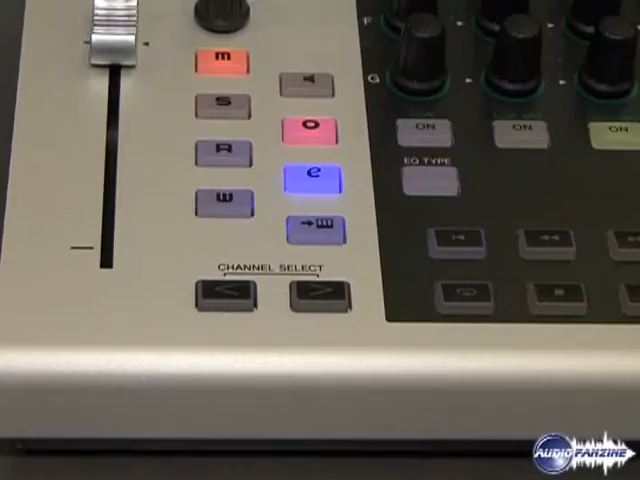 F
G
m
S
O
R
e
W
ON
ON
ON
EQ TYPE
CHANNEL SELECT
< >
AUDIOFANZINE